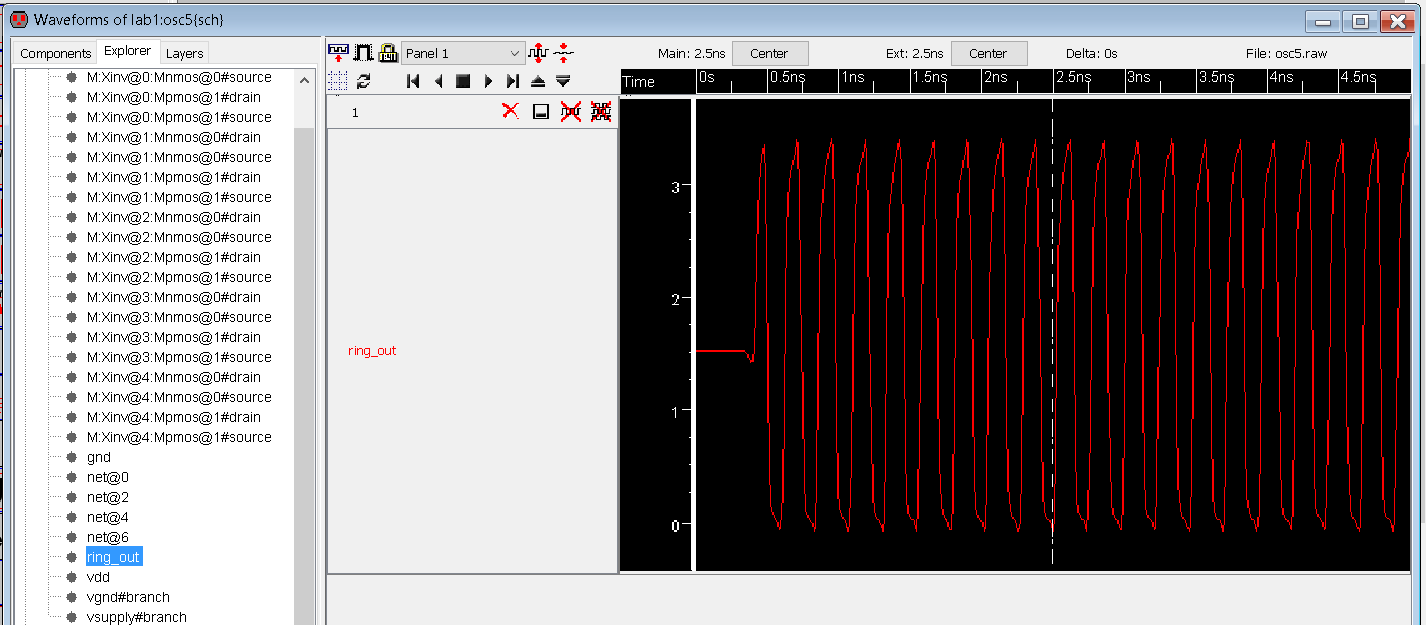 Waveforms of lab1:osc5{sch}
Components Explorer Layers
Panel 1 Main: 2.5ns Center Ext: 2.5ns Center Delta: 0s File: osc5.raw
Time 0s 0.5ns 1ns 1.5ns 2ns 2.5ns 3ns 3.5ns 4ns 4.5ns
1
ring_out
3
2
1
0
M:Xinv@0:Mnmos@0#source
M:Xinv@0:Mpmos@1#drain
M:Xinv@0:Mpmos@1#source
M:Xinv@1:Mnmos@0#drain
M:Xinv@1:Mnmos@0#source
M:Xinv@1:Mpmos@1#drain
M:Xinv@1:Mpmos@1#source
M:Xinv@2:Mnmos@0#drain
M:Xinv@2:Mnmos@0#source
M:Xinv@2:Mpmos@1#drain
M:Xinv@2:Mpmos@1#source
M:Xinv@3:Mnmos@0#drain
M:Xinv@3:Mnmos@0#source
M:Xinv@3:Mpmos@1#drain
M:Xinv@3:Mpmos@1#source
M:Xinv@4:Mnmos@0#drain
M:Xinv@4:Mnmos@0#source
M:Xinv@4:Mpmos@1#drain
M:Xinv@4:Mpmos@1#source
gnd
net@0
net@2
net@4
net@6
ring_out
vdd
vgnd#branch
vsupply#branch